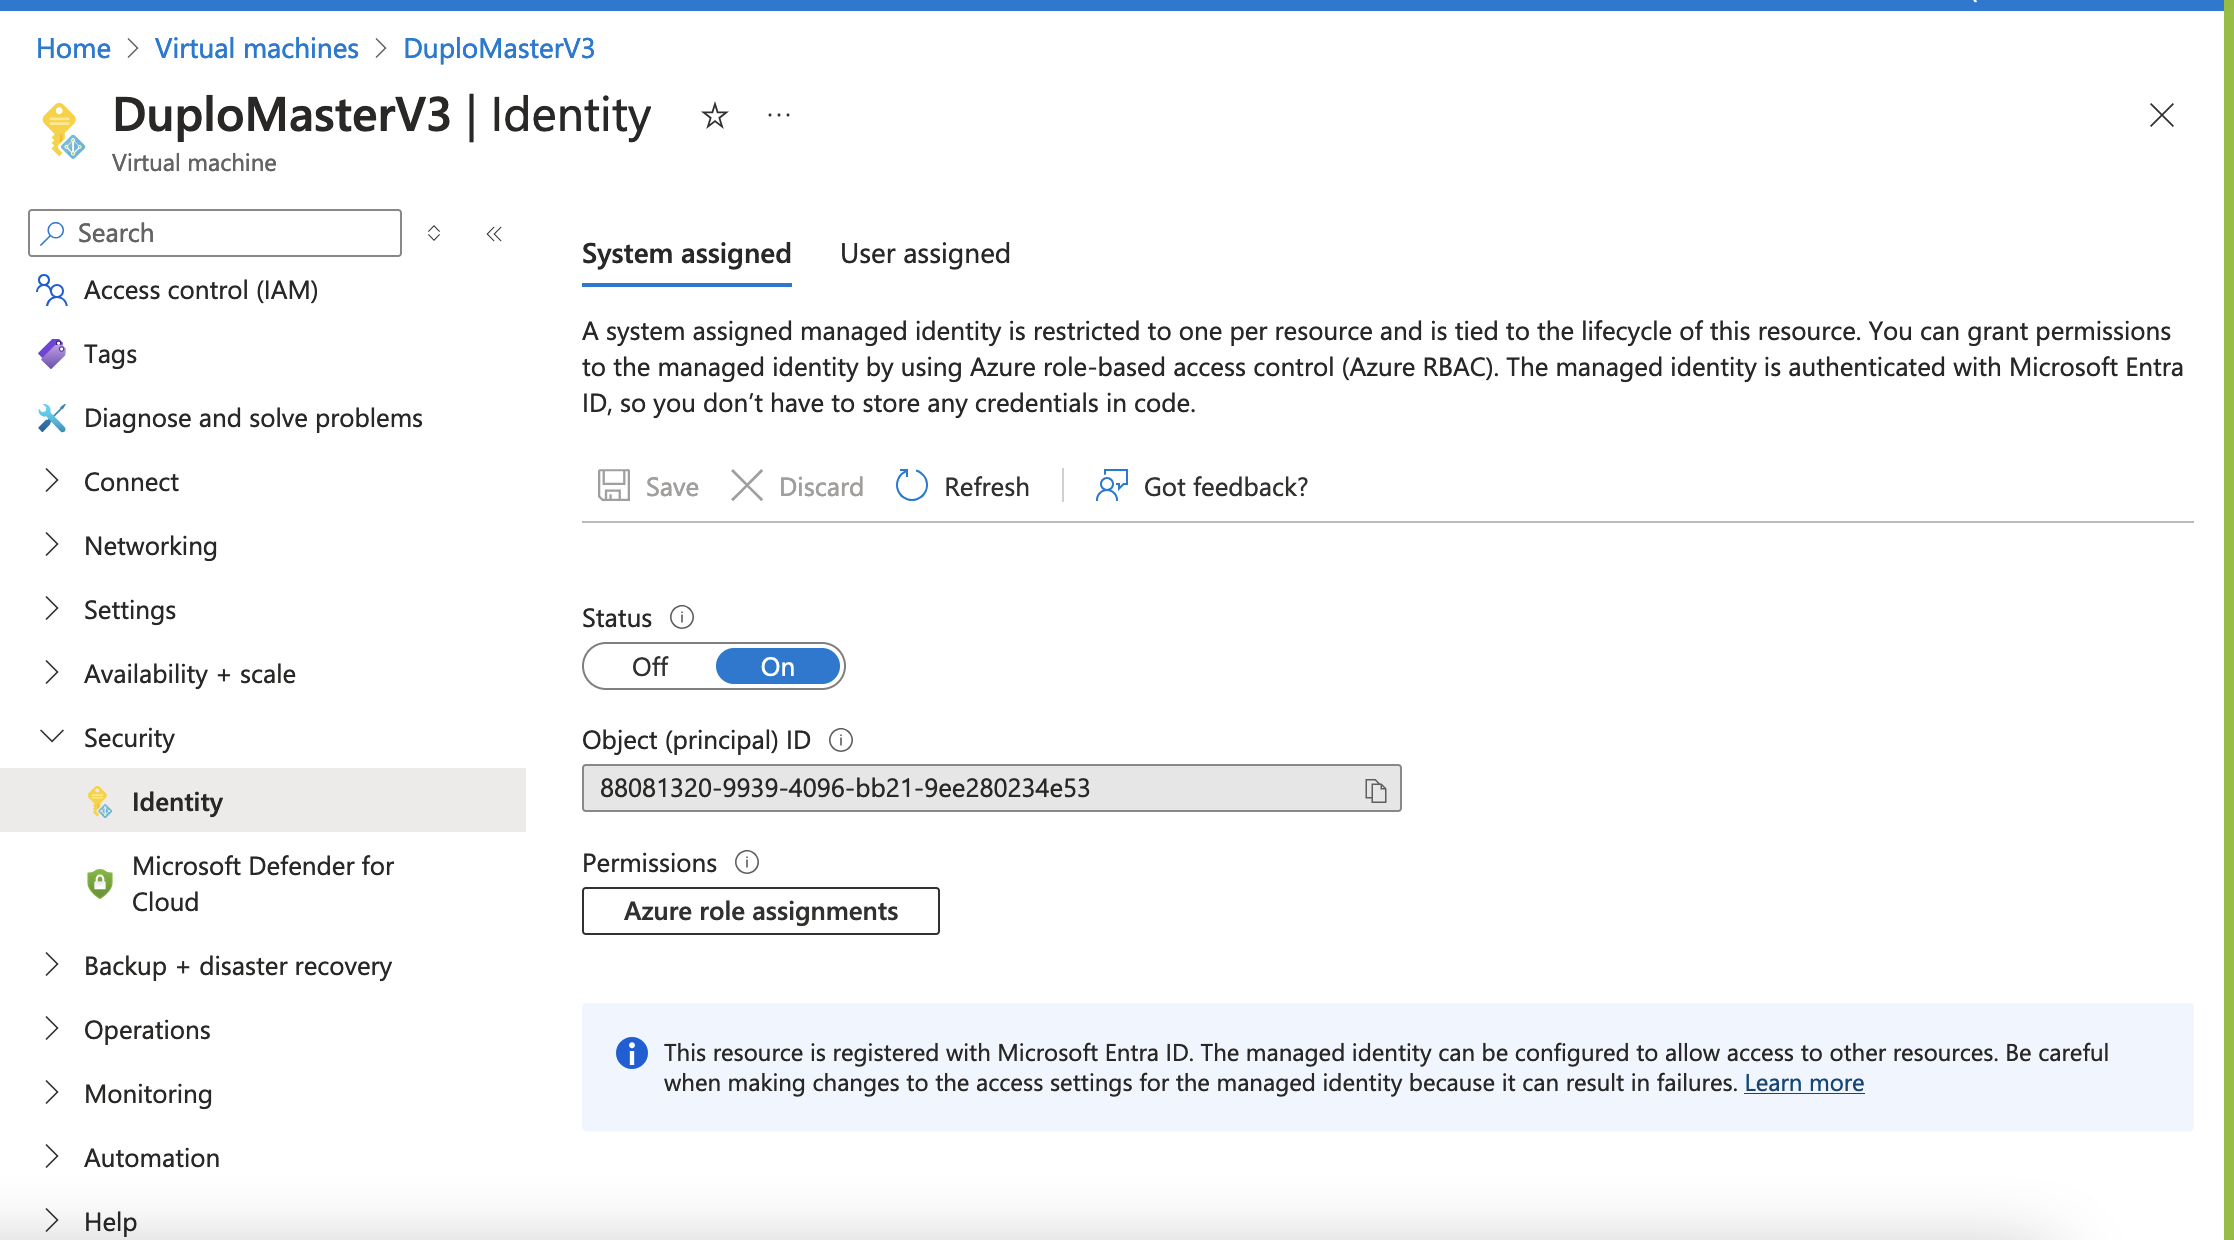 Home > Virtual machines > DuploMasterV3
DuploMasterV3 | Identity
Virtual machine
Search
Access control (IAM)
Tags
Diagnose and solve problems
Connect
Networking
Settings
Availability + scale
Security
Identity
Microsoft Defender for
Cloud
Backup + disaster recovery
Operations
Monitoring
Automation
Help
System assigned User assigned
A system assigned managed identity is restricted to one per resource and is tied to the lifecycle of this resource. You can grant permissions
to the managed identity by using Azure role-based access control (Azure RBAC). The managed identity is authenticated with Microsoft Entra
ID, so you don’t have to store any credentials in code.
Save Discard Refresh Got feedback?
Status
Off On
Object (principal) ID
88081320-9939-4096-bb21-9ee280234e53
Permissions
Azure role assignments
This resource is registered with Microsoft Entra ID. The managed identity can be configured to allow access to other resources. Be careful
when making changes to the access settings for the managed identity because it can result in failures. Learn more